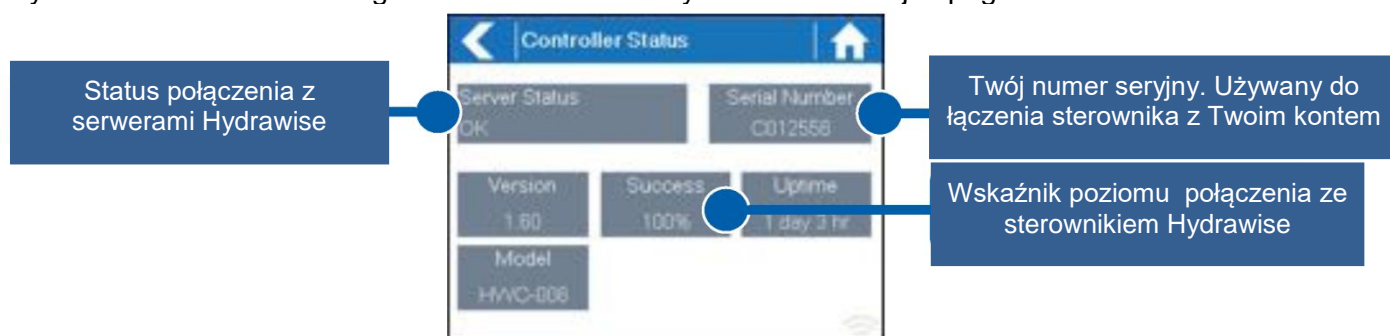 Controller Status
Status połączenia z
serwerami Hydrawise
Server Status
OK
Serial Number
C012556
Twój numer seryjny. Używany do
łączenia sterownika z Twoim kontem
Version
1.60
Success
100%
Uptime
1 day 3 hr
Wskaźnik poziomu połączenia ze
sterownikiem Hydrawise
Model
HWC-006